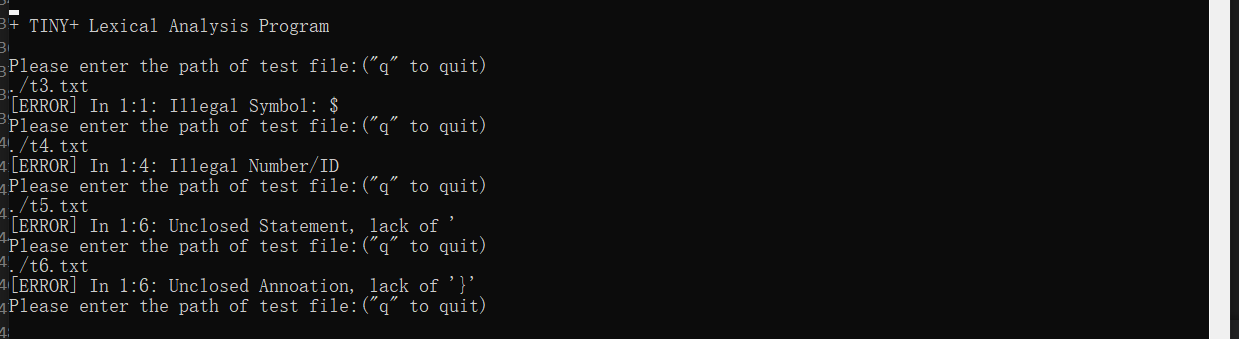 + TINY+ Lexical Analysis Program
Please enter the path of test file:("q" to quit)
./t3.txt
[ERROR] In 1:1: Illegal Symbol: $
Please enter the path of test file:("q" to quit)
./t4.txt
[ERROR] In 1:4: Illegal Number/ID
Please enter the path of test file:("q" to quit)
./t5.txt
[ERROR] In 1:6: Unclosed Statement, lack of '
Please enter the path of test file:("q" to quit)
./t6.txt
[ERROR] In 1:6: Unclosed Annoation, lack of '}'
Please enter the path of test file:("q" to quit)